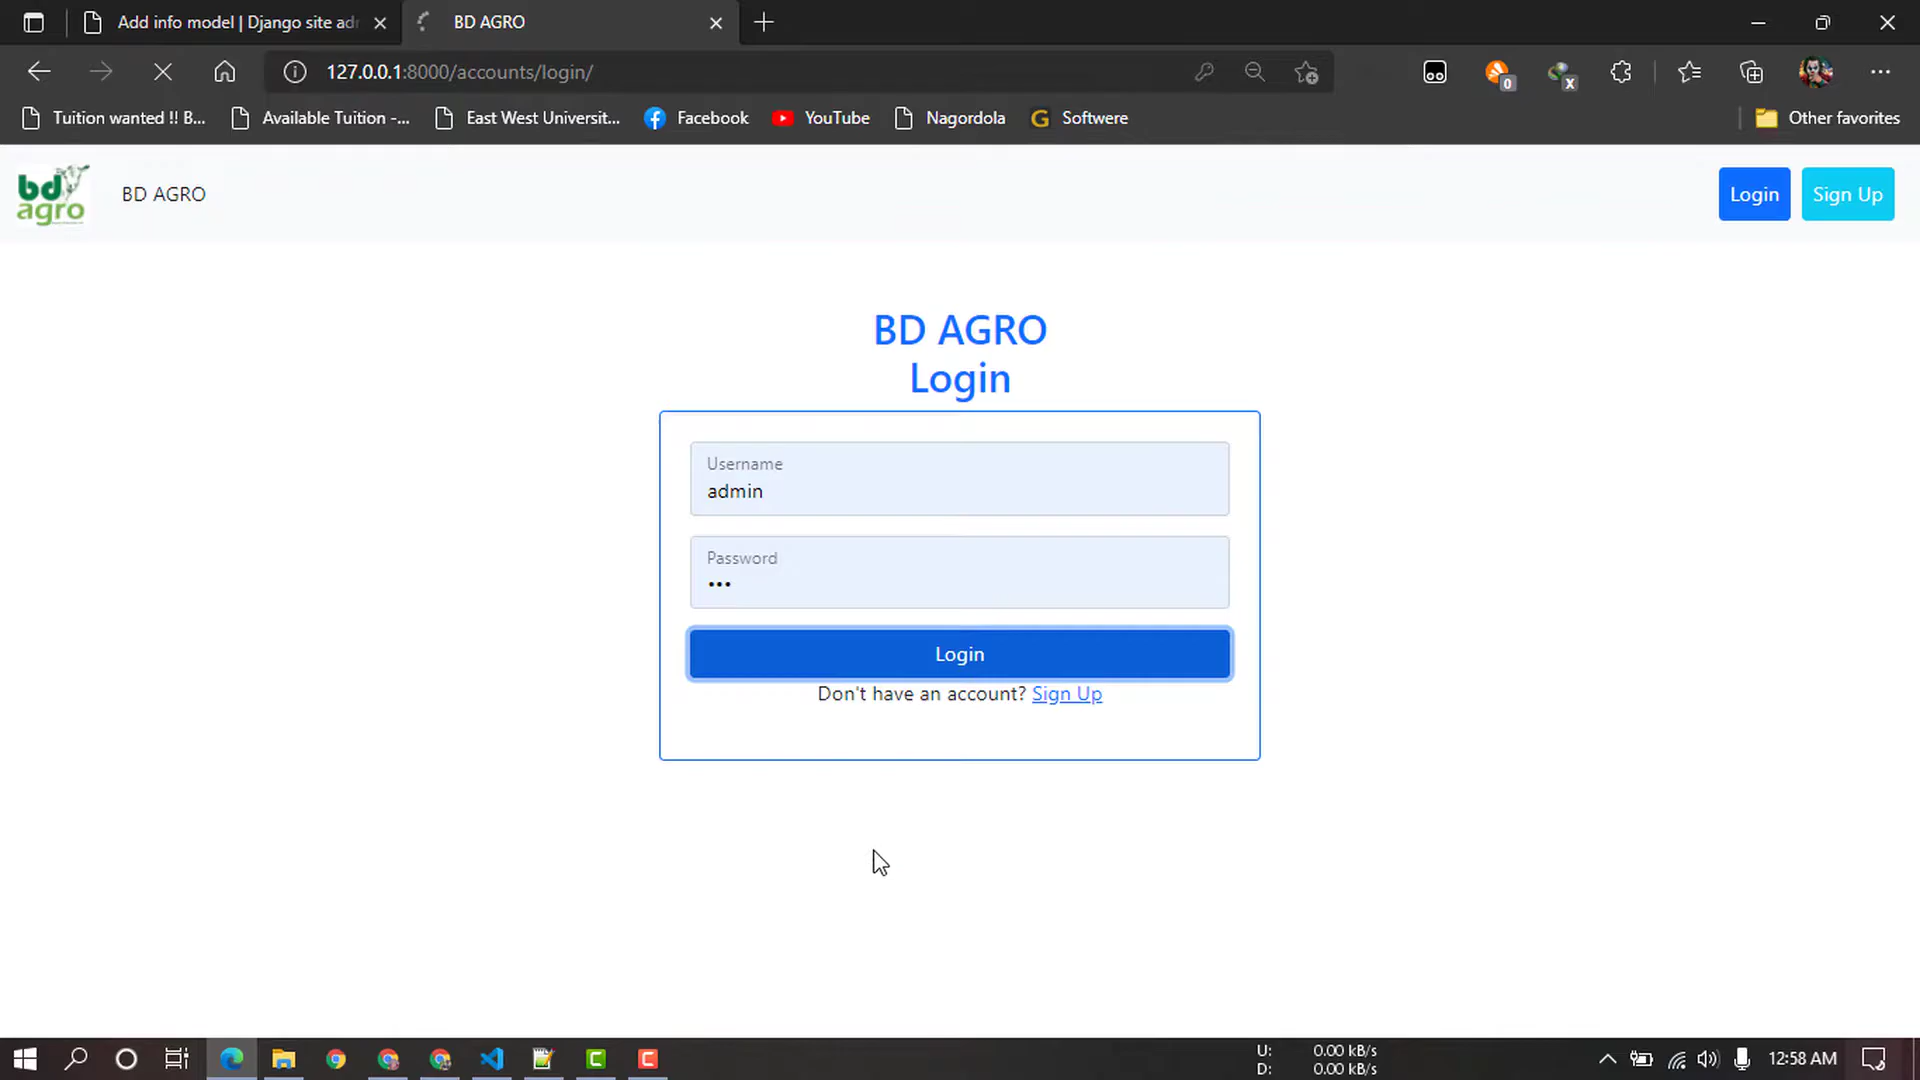 Add info model | Django site adr
BD AGRO
127.0.0.1:8000/accounts/login/
0
x
Tuition wanted !! B...
Available Tuition -...
East West Universit...
Facebook
YouTube
Nagordola
Softwere
Other favorites
bd
agro
BD AGRO
Login
Sign Up
BD AGRO
Login
Username
admin
Password
•••
Login
Don't have an account? Sign Up
U: 0.00 kB/s
D: 0.00 kB/s
12:58 AM